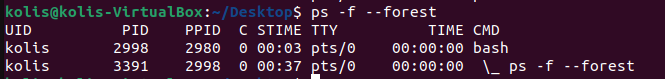 kolis@kolis-VirtualBox:~/Desktop$ ps -f --forest
UID PID PPID C STIME TTY TIME CMD
kolis 2998 2980 0 00:03 pts/0 00:00:00 bash
kolis 3391 2998 0 00:37 pts/0 00:00:00 \_ ps -f --forest